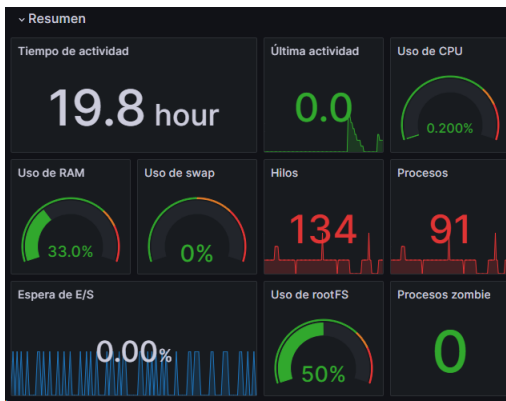 Resumen
Tiempo de actividad
19.8 hour
Última actividad
0.0
Uso de CPU
0.200%
Uso de RAM
33.0%
Uso de swap
0%
Hilos
134
Procesos
91
Espera de E/S
0.00%
Uso de rootFS
50%
Procesos zombie
0